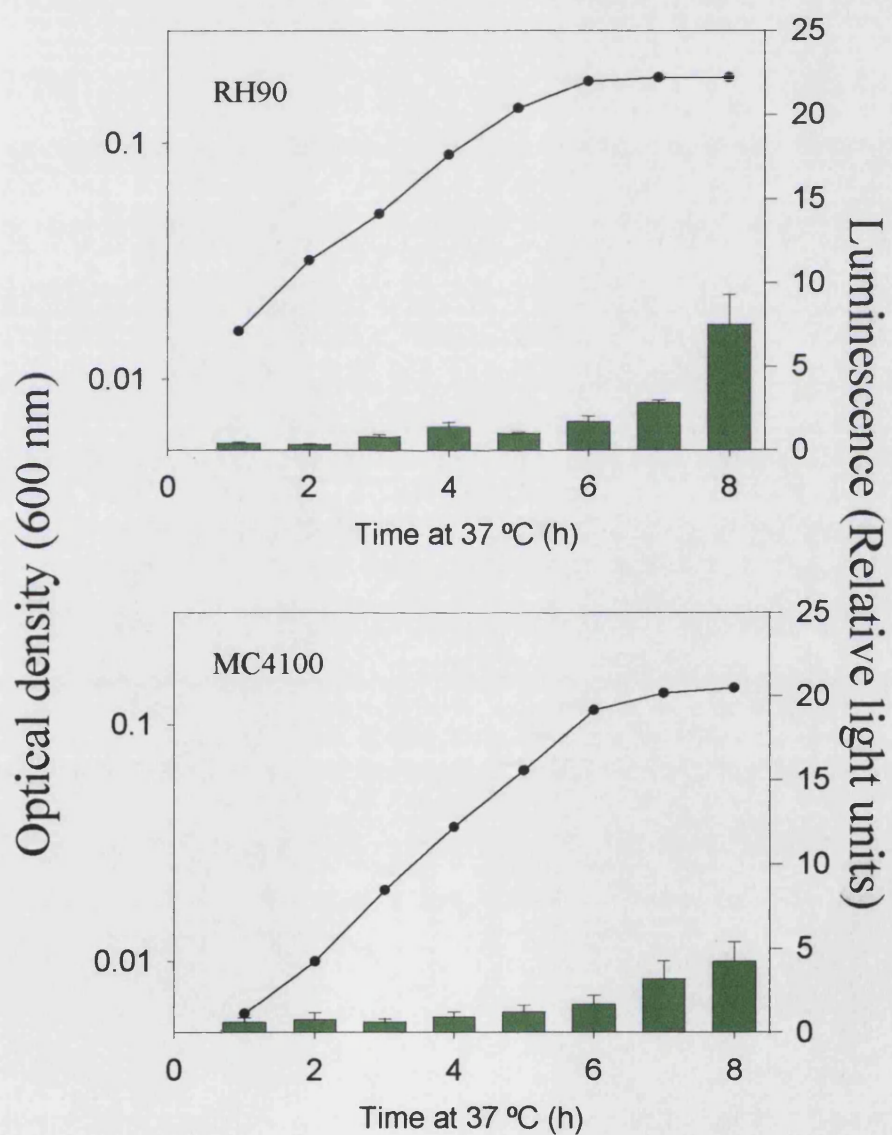 Optical density (600 nm)
Luminescence (Relative light units)
RH90
0.1
0.01
25
20
15
10
5
0
0 2 4 6 8
Time at 37 ºC (h)
MC4100
0.1
0.01
25
20
15
10
5
0
0 2 4 6 8
Time at 37 ºC (h)